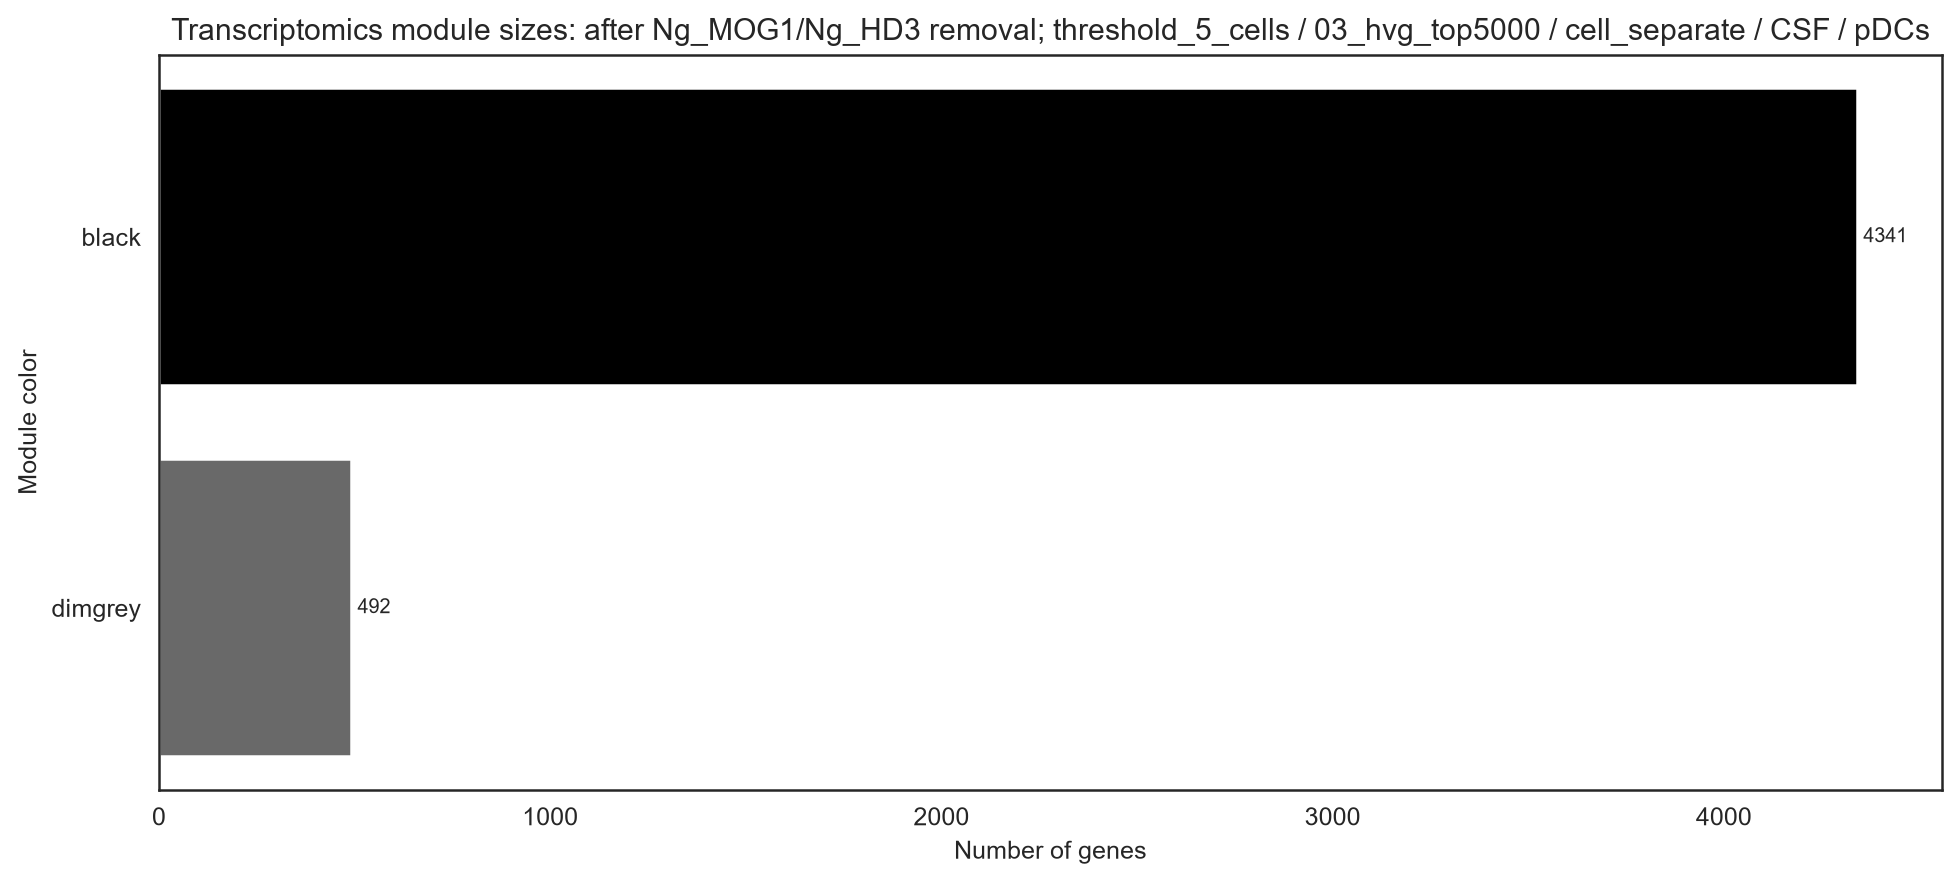 Transcriptomics module sizes: after Ng_MOG1/Ng_HD3 removal; threshold_5_cells / 03_hvg_top5000 / cell_separate / CSF / pDCs
Module color
black
4341
dimgrey
492
0 1000 2000 3000 4000
Number of genes